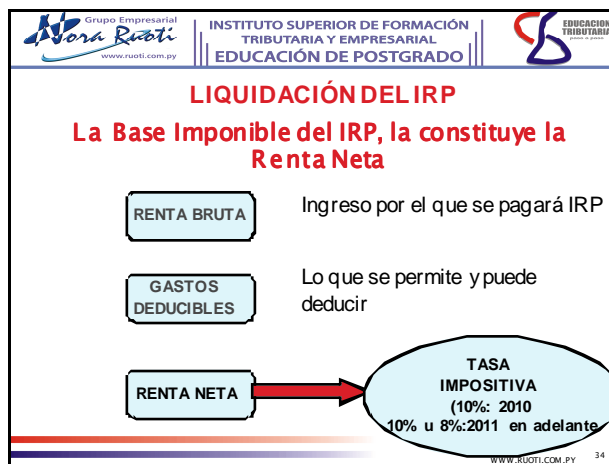 Grupo Empresarial
Nora Ruoti
www.ruoti.com.py
INSTITUTO SUPERIOR DE FORMACIÓN
TRIBUTARIA Y EMPRESARIAL
EDUCACIÓN DE POSTGRADO
EDUCACION
TRIBUTARIA
paso a paso
LIQUIDACIÓN DEL IRP
La Base Imponible del IRP, la constituye la
Renta Neta
RENTA BRUTA
Ingreso por el que se pagará IRP
GASTOS
DEDUCIBLES
Lo que se permite y puede
deducir
RENTA NETA
TASA
IMPOSITIVA
(10%: 2010
10% u 8%:2011 en adelante
WWW.RUOTI.COM.PY
34